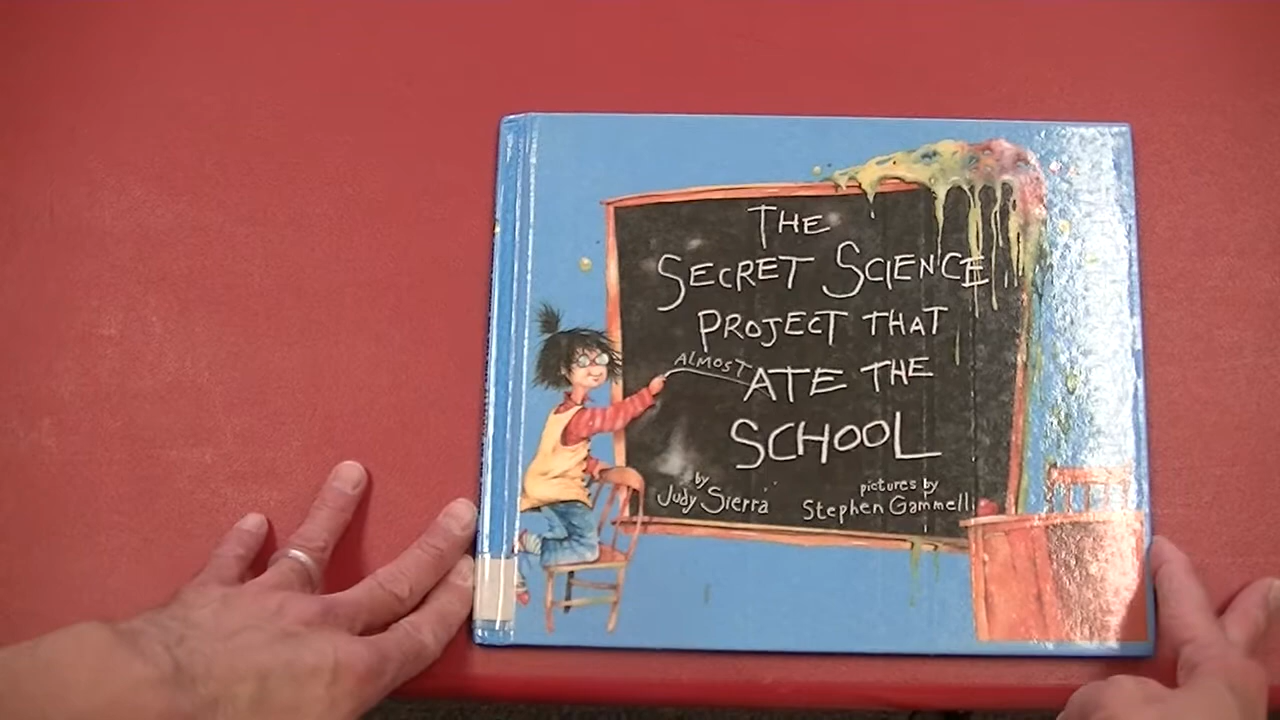 THE
SECRET SCIENCE
PROJECT THAT
ALMOST
ATE THE
SCHOOL
by
Judy Sierra
pictures by
Stephen Gammell